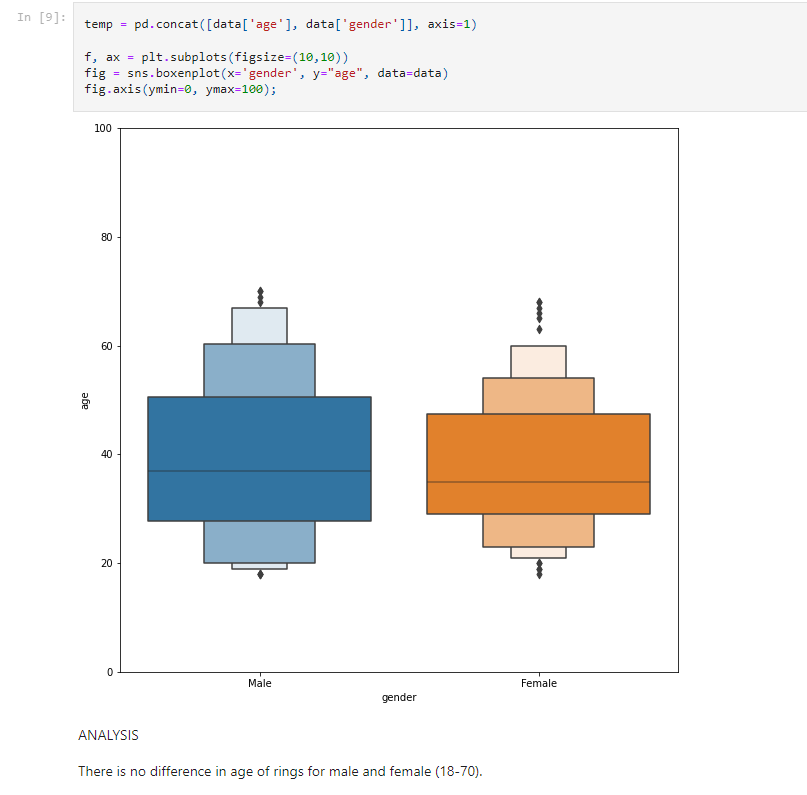 In [9]:
temp = pd.concat([data['age'], data['gender']], axis=1)
f, ax = plt.subplots(figsize=(10,10))
fig = sns.boxenplot(x='gender', y="age", data=data)
fig.axis(ymin=0, ymax=100);
100
80
60
40
20
0
age
Male Female
gender
ANALYSIS
There is no difference in age of rings for male and female (18-70).